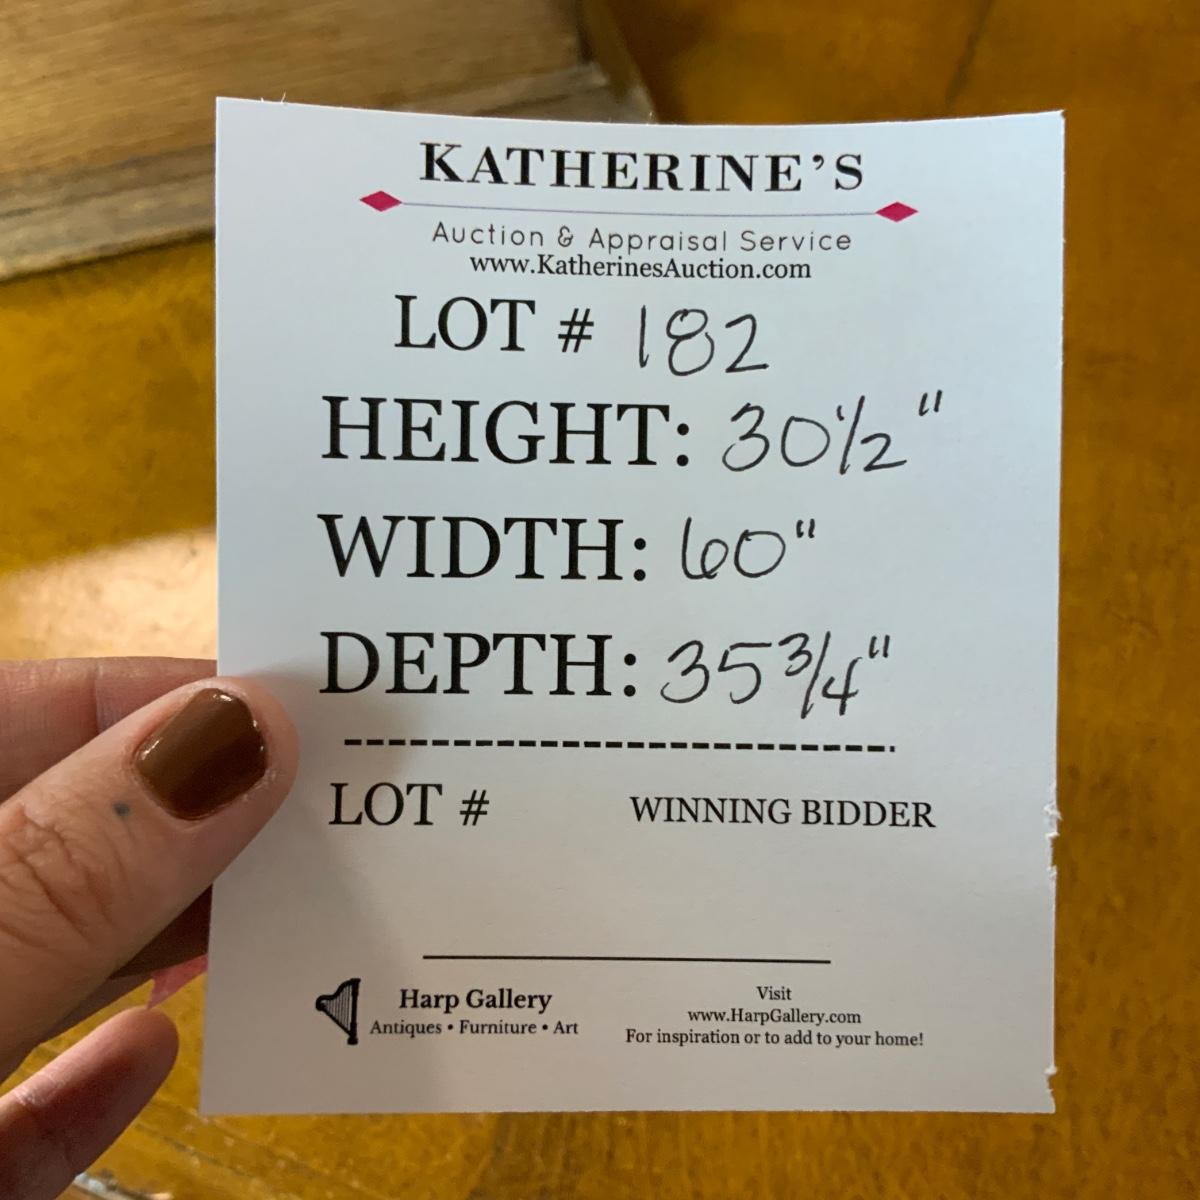 KATHERINE'S
Auction & Appraisal Service
www.KatherinesAuction.com
LOT # 182
HEIGHT: 30½"
WIDTH: 60"
DEPTH: 35¾"
LOT # WINNING BIDDER
Harp Gallery
Antiques • Furniture • Art
Visit
www.HarpGallery.com
For inspiration or to add to your home!